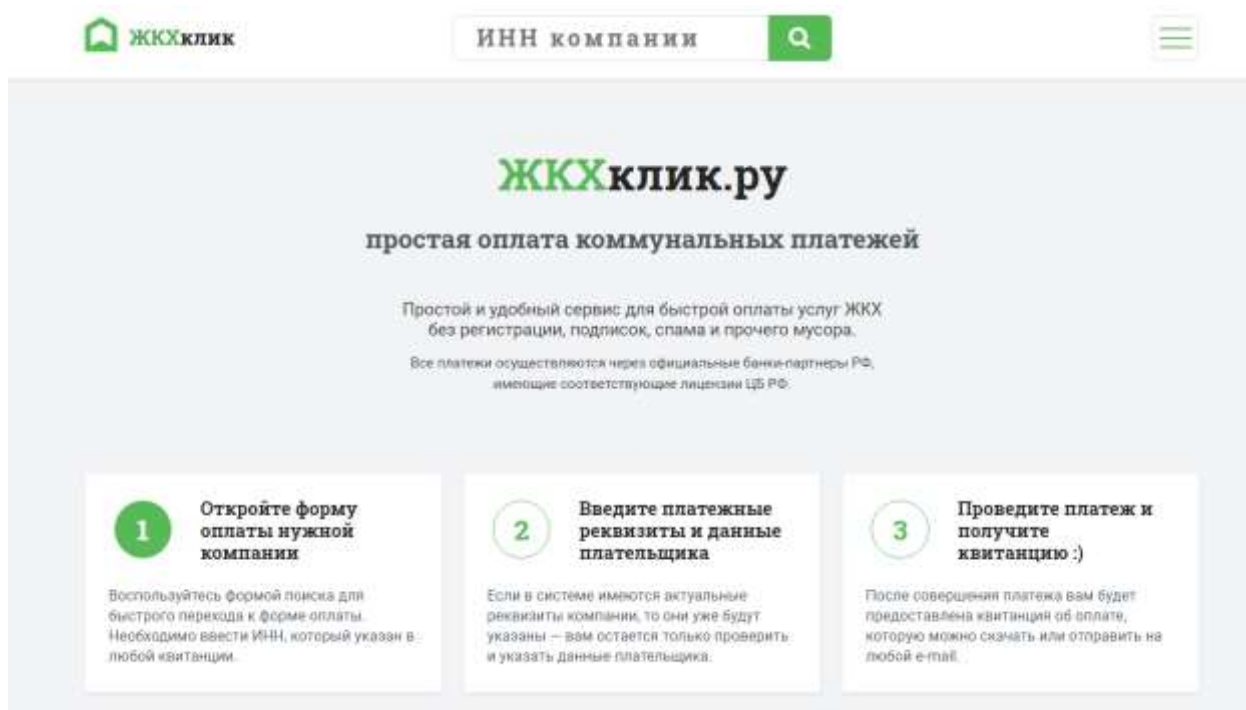 ЖКХклик
ИНН компании
ЖКХклик.ру
простая оплата коммунальных платежей
Простой и удобный сервис для быстрой оплаты услуг ЖКХ
без регистрации, подписок, спама и прочего мусора.
Все платежи осуществляются через официальные банки-партнеры РФ,
имеющие соответствующие лицензии ЦБ РФ.
1
Откройте форму
оплаты нужной
компании
Воспользуйтесь формой поиска для
быстрого перехода к форме оплаты.
Необходимо ввести ИНН, который указан в
любой квитанции.
2
Введите платежные
реквизиты и данные
плательщика
Если в системе имеются актуальные
реквизиты компании, то они уже будут
указаны — вам остается только проверить
и указать данные плательщика.
3
Проведите платеж и
получите
квитанцию :)
После совершения платежа вам будет
предоставлена квитанция об оплате,
которую можно скачать или отправить на
любой e-mail.